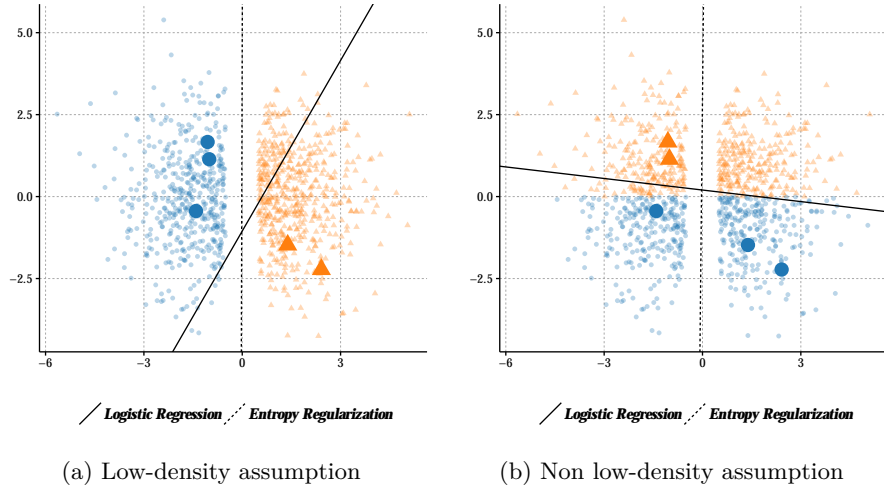 5.0
2.5
0.0
−2.5
−6 −3 0 3
Logistic Regression Entropy Regularization
(a) Low-density assumption
5.0
2.5
0.0
−2.5
−6 −3 0 3
Logistic Regression Entropy Regularization
(b) Non low-density assumption